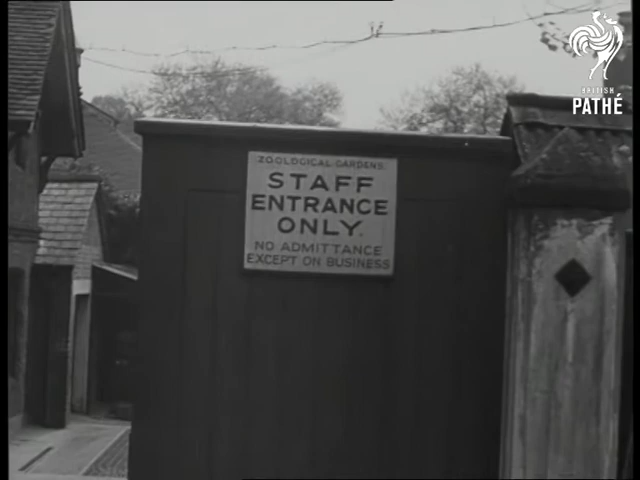 BRITISH
PATHÉ
ZOOLOGICAL GARDENS.
STAFF
ENTRANCE
ONLY.
NO ADMITTANCE
EXCEPT ON BUSINESS